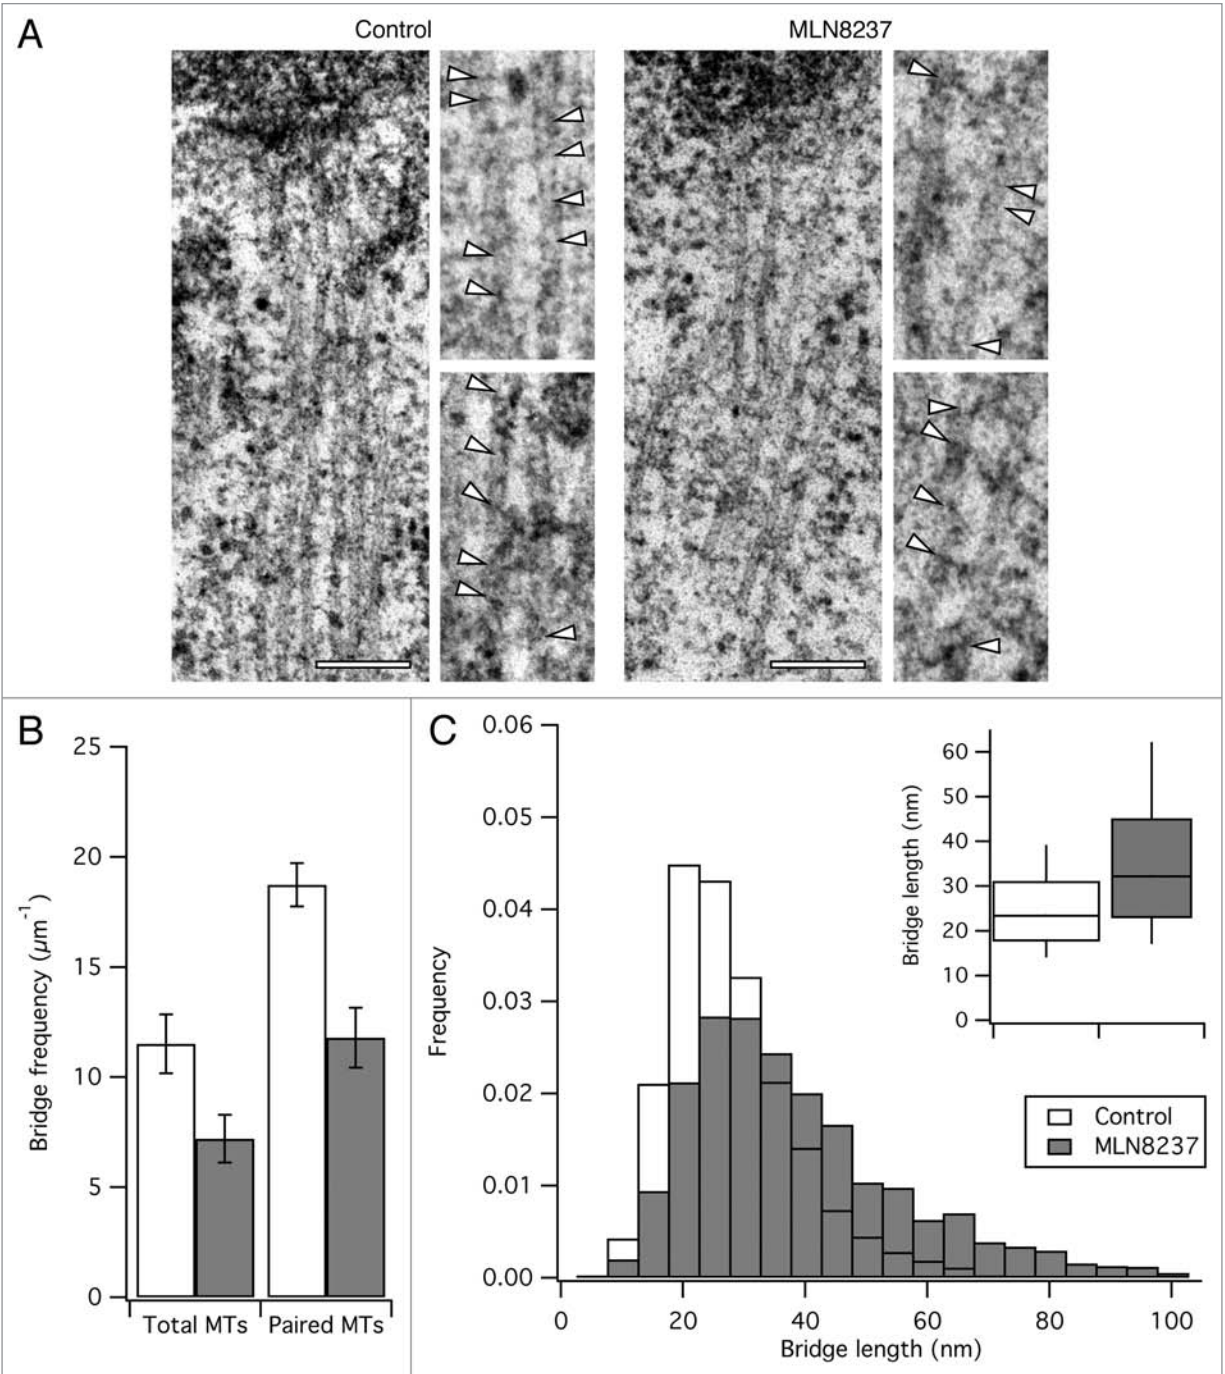 A
Control
MLN8237
B
25
20
15
10
5
0
Bridge frequency (µm⁻¹)
Total MTs
Paired MTs
C
0.06
0.05
0.04
0.03
0.02
0.01
0.00
Frequency
0
20
40
60
80
100
Bridge length (nm)
60
50
40
30
20
10
0
Bridge length (nm)
Control
MLN8237